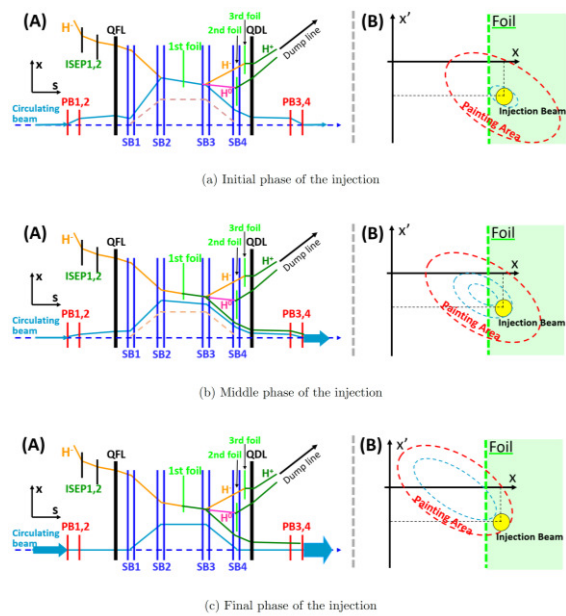 (A)
3rd foil
2nd foil
H⁻
QFL
1st foil
QDL
H⁺
ISEP1,2
H⁻
Dump line
X
S
PB1,2
H⁰
PB3,4
Circulating
beam
SB1 SB2 SB3 SB4
(B)
x'
Foil
x
Injection Beam
Painting Area
(a) Initial phase of the injection
(A)
3rd foil
2nd foil
H⁻
QFL
1st foil
QDL
H⁺
ISEP1,2
H⁻
Dump line
X
S
PB1,2
H⁰
PB3,4
Circulating
beam
SB1 SB2 SB3 SB4
(B)
x'
Foil
x
Injection Beam
Painting Area
(b) Middle phase of the injection
(A)
3rd foil
2nd foil
H⁻
QFL
1st foil
QDL
H⁺
ISEP1,2
H⁻
Dump line
X
S
PB1,2
H⁰
PB3,4
Circulating
beam
SB1 SB2 SB3 SB4
(B)
x'
Foil
X
Injection Beam
Painting Area
(c) Final phase of the injection